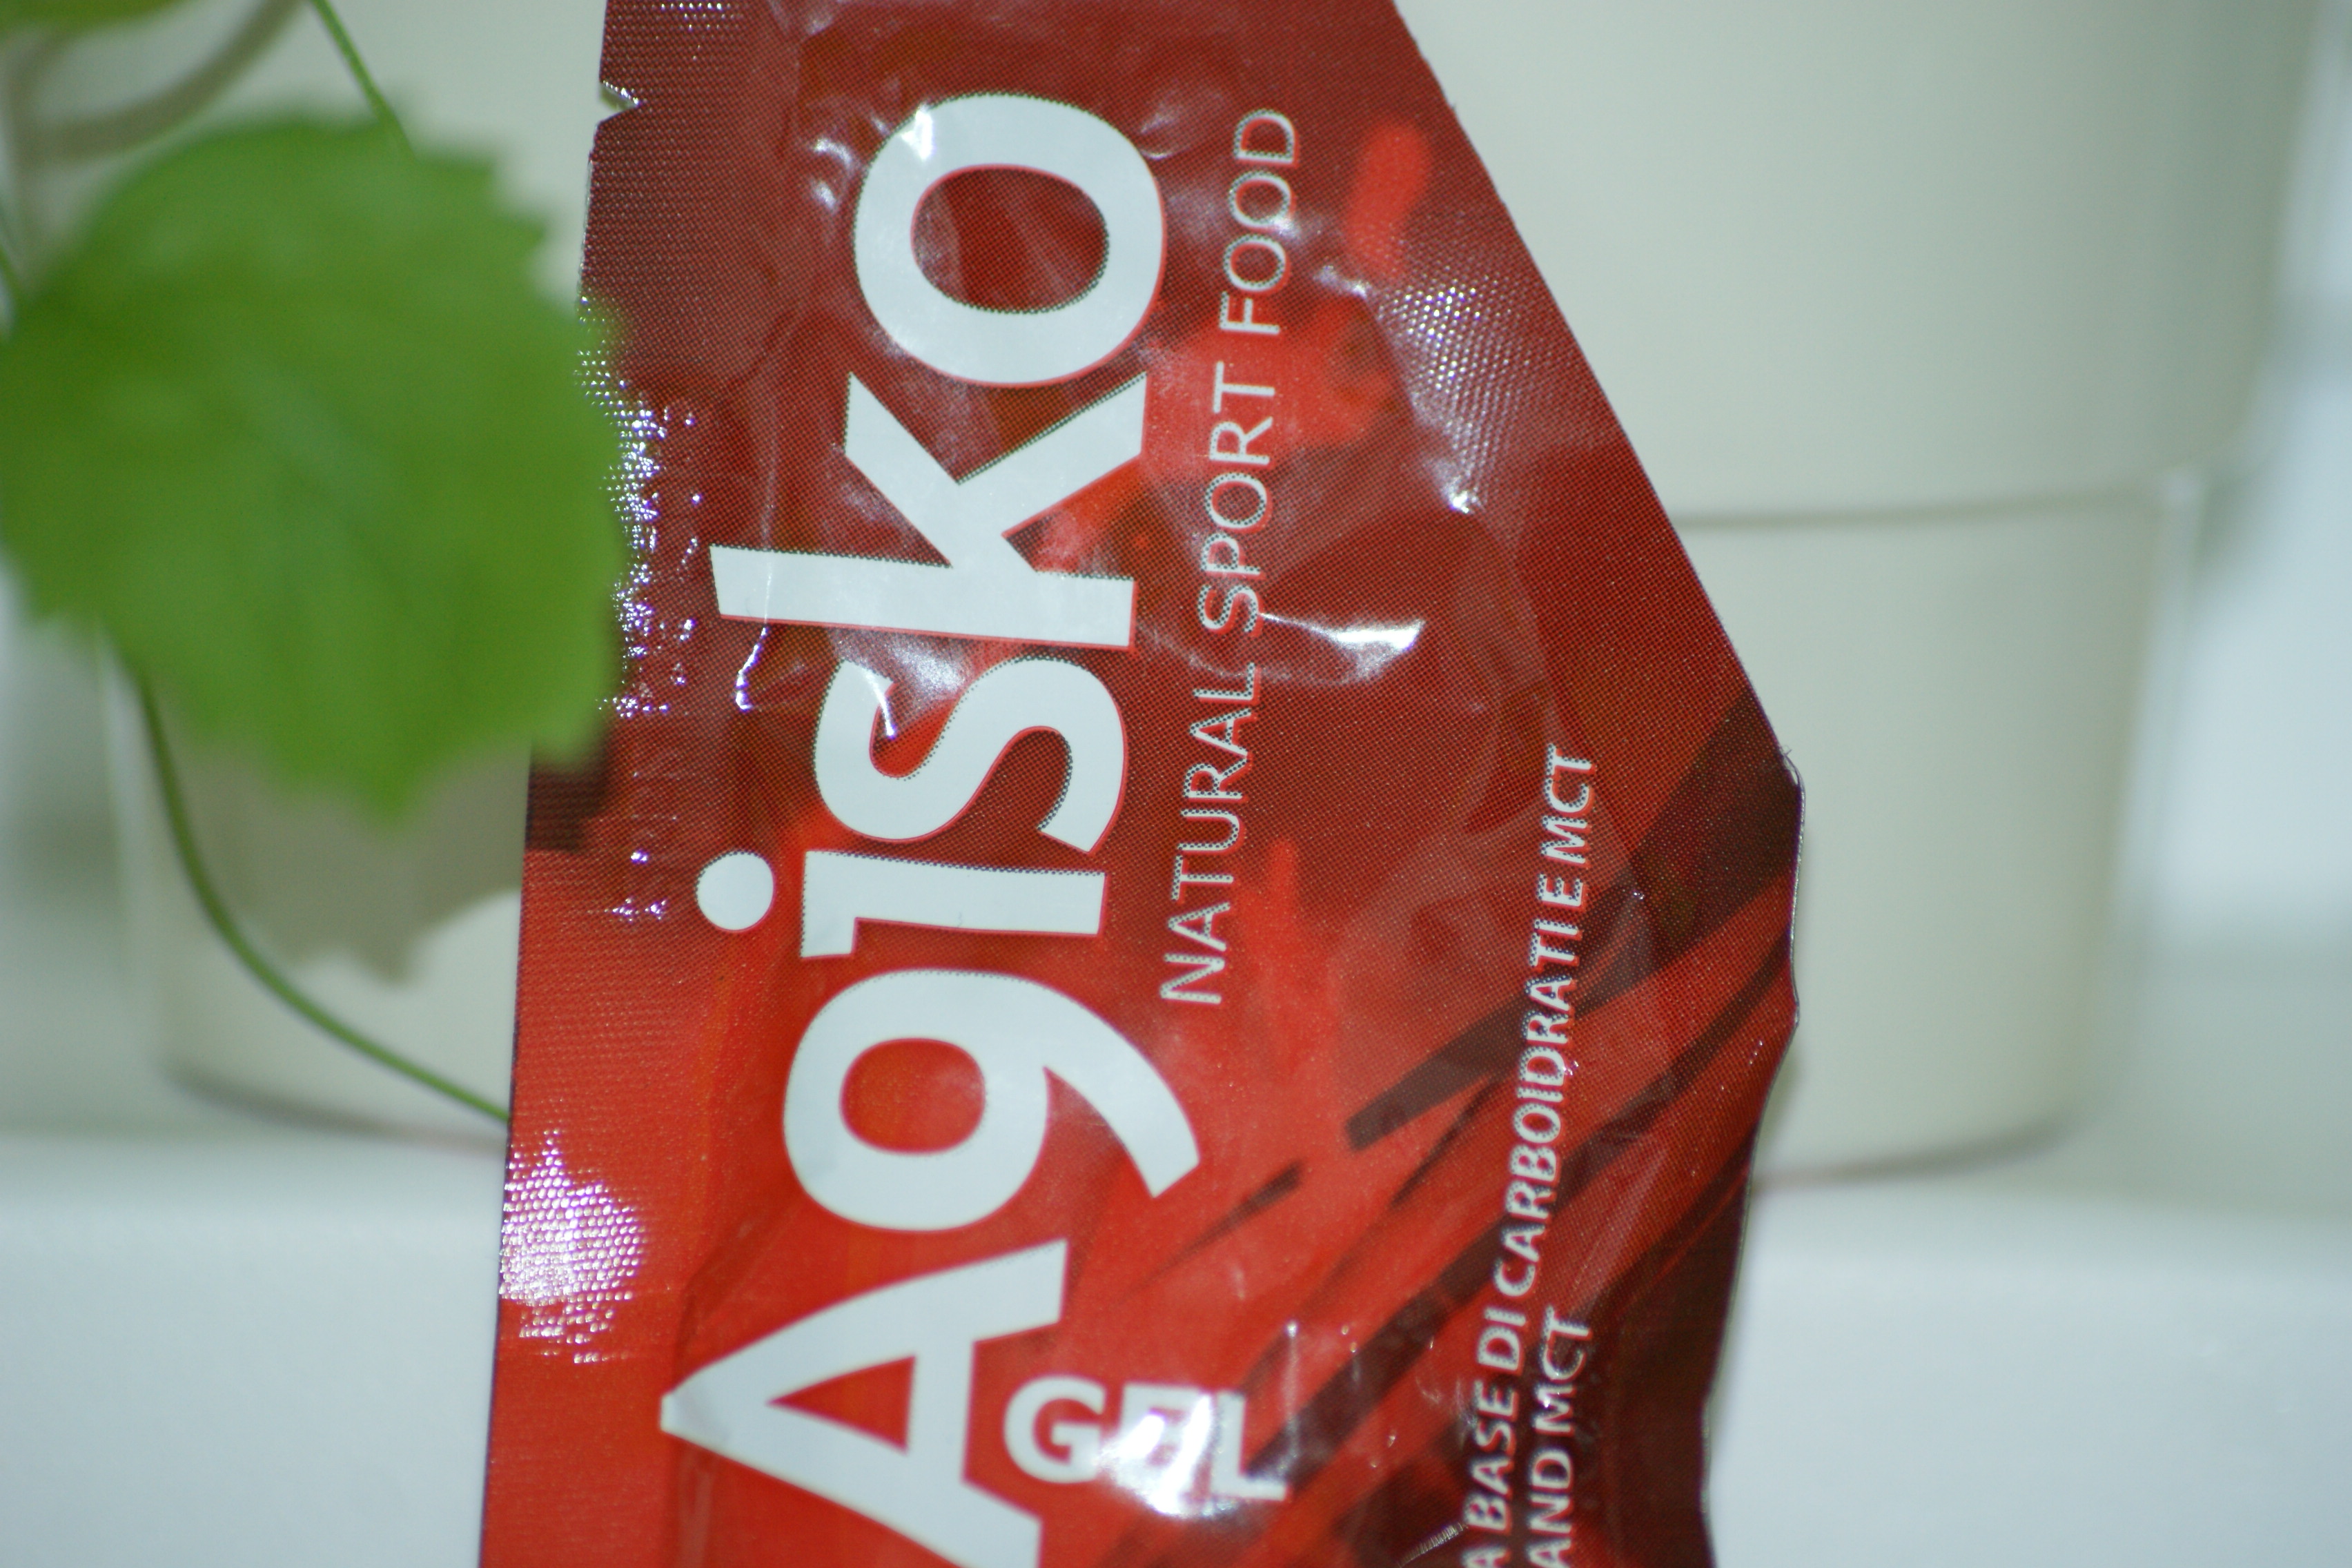 Agisko
NATURAL SPORT FOOD
GEL
A BASE DI CARBOIDRATI E MCT
AND MCT